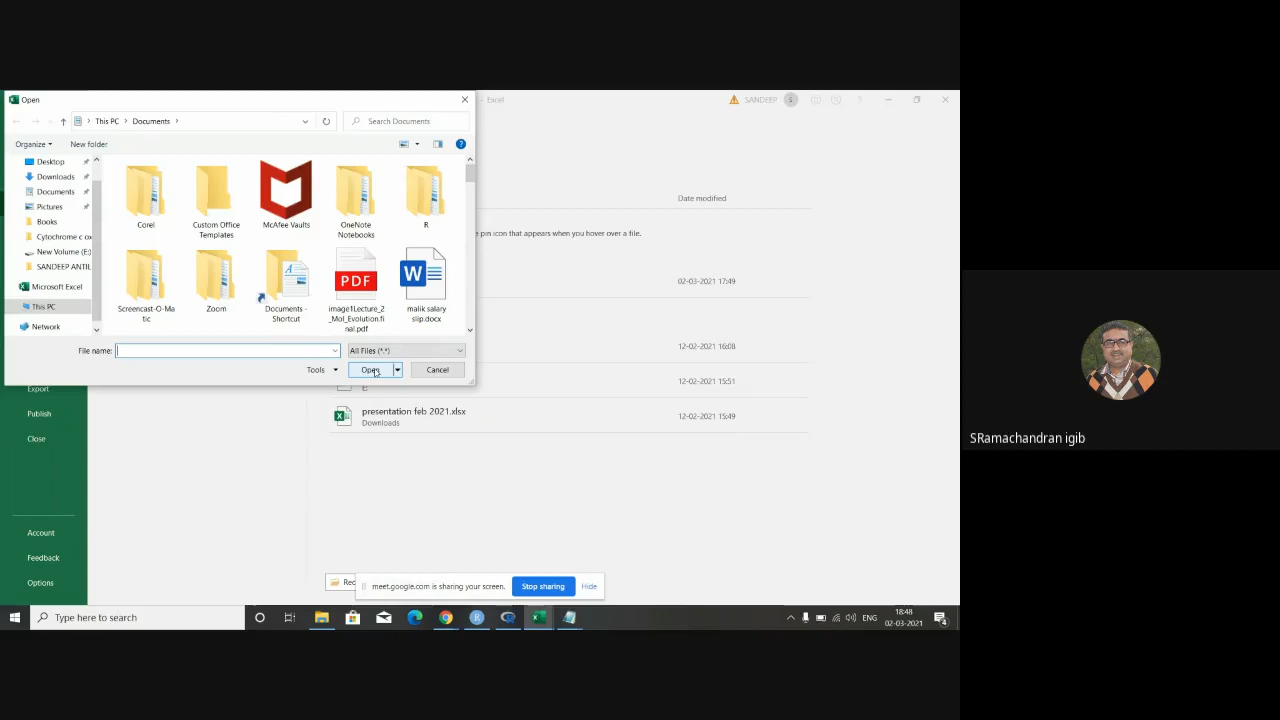 Open
- Excel
SANDEEP
S
This PC
Documents
Search Documents
Organize
New folder
Desktop
Downloads
Documents
Pictures
Books
Cytochrome c ox
New Volume (E:)
SANDEEP ANTIL
Microsoft Excel
This PC
Network
Corel
Custom Office
Templates
McAfee Vaults
OneNote
Notebooks
R
Screencast-O-Ma
tic
Zoom
Documents -
Shortcut
PDF
image1Lecture_2
_Mol_Evolution.fi
nal.pdf
W
malik salary
slip.docx
File name:
All Files (*.*)
Tools
Open
Cancel
Date modified
e pin icon that appears when you hover over a file.
02-03-2021 17:49
12-02-2021 16:08
12-02-2021 15:51
presentation feb 2021.xlsx
Downloads
12-02-2021 15:49
Export
Publish
Close
Account
Feedback
Options
Rec
meet.google.com is sharing your screen.
Stop sharing
Hide
Type here to search
ENG
18:48
02-03-2021
4
SRamachandran igib